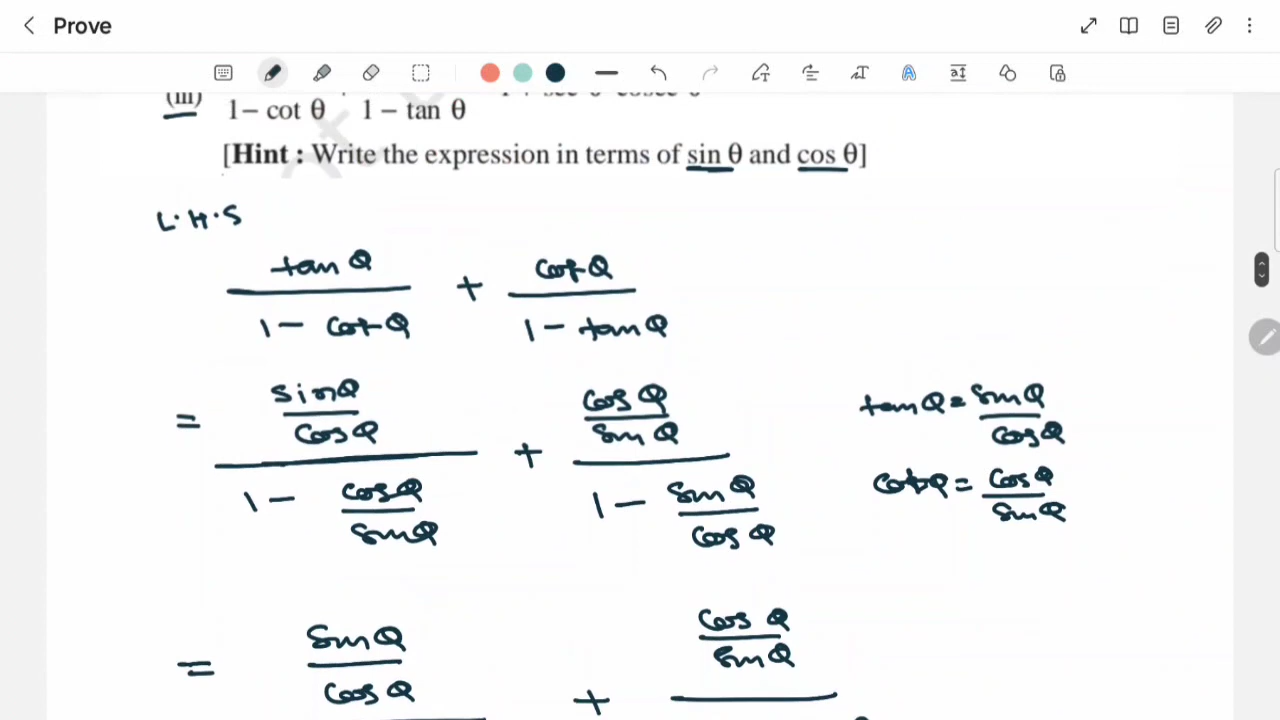 Prove
(iii) 1– cot θ 1 – tan θ
[Hint : Write the expression in terms of sin θ and cos θ]
L.H.S
tan θ / 1 – cot θ + cot θ / 1 – tan θ
= (sin θ / cos θ) / (1 – cos θ / sin θ) + (cos θ / sin θ) / (1 – sin θ / cos θ)
tan θ = sin θ / cos θ
cot θ = cos θ / sin θ
= sin θ / cos θ + cos θ / sin θ